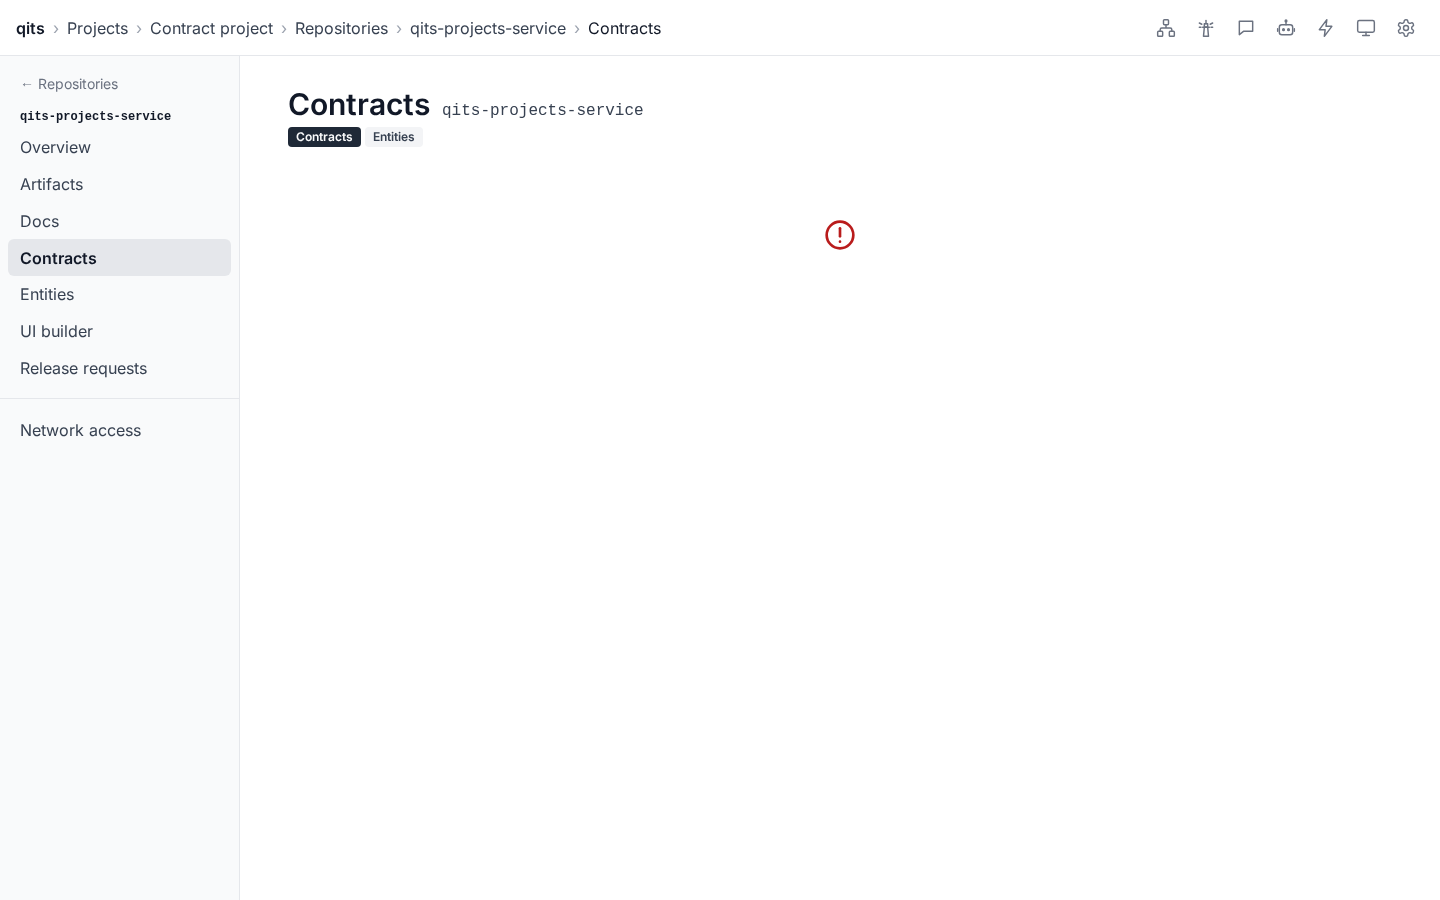 qits › Projects › Contract project › Repositories › qits-projects-service › Contracts
← Repositories
qits-projects-service
Overview
Artifacts
Docs
Contracts
Entities
UI builder
Release requests
Network access
Contracts qits-projects-service
Contracts Entities